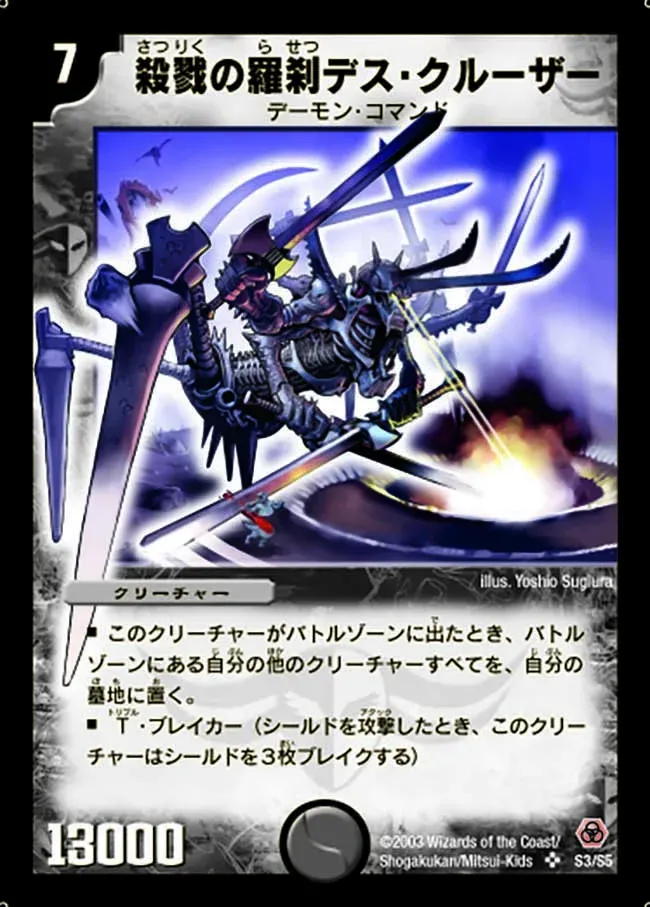 7
殺戮の羅刹デス・クルーザー
さつりく らせつ
デーモン・コマンド
illus. Yoshio Sugiura
クリーチャー
■ このクリーチャーがバトルゾーンに出たとき、バトル
ゾーンにある自分の他のクリーチャーすべてを、自分の
墓地に置く。
■ T・ブレイカー（シールドを攻撃したとき、このクリー
チャーはシールドを3枚ブレイクする）
13000
©2003 Wizards of the Coast/
Shogakukan/Mitsui-Kids S3/S5